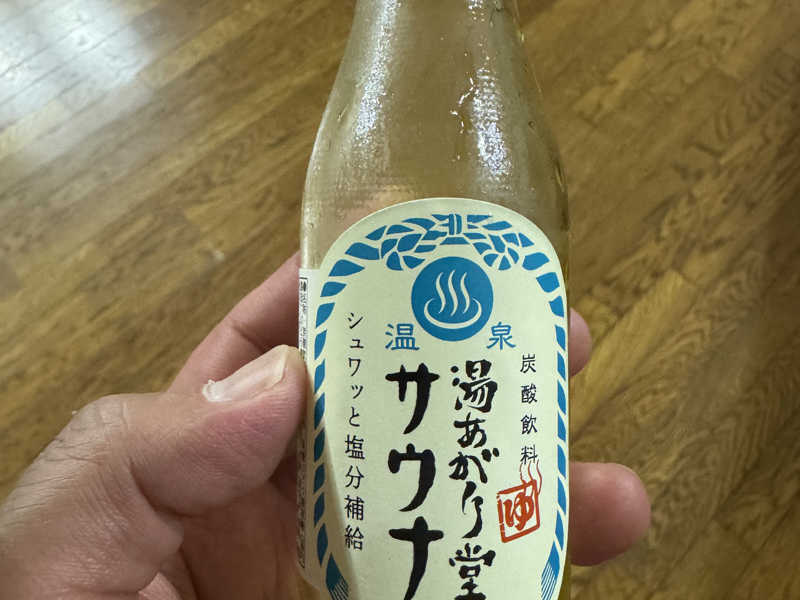 温泉
炭酸飲料
湯あがり堂
サウナ
シュワッと塩分補給
ゆ